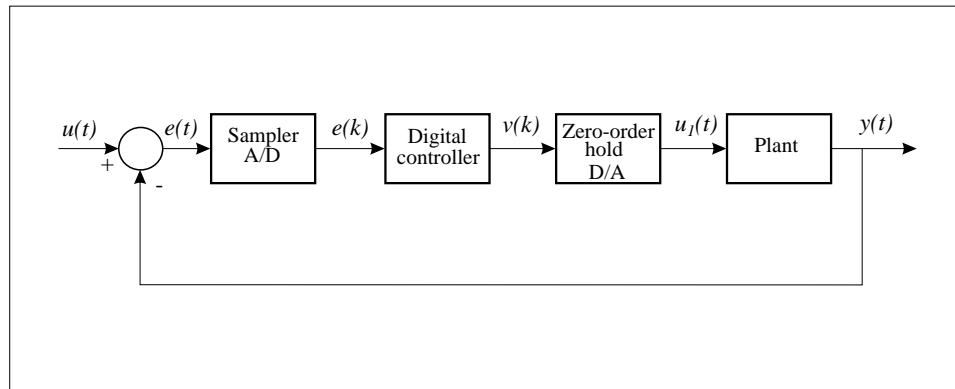 u(t)
+
-
e(t)
Sampler
A/D
e(k)
Digital
controller
v(k)
Zero-order
hold
D/A
u₁(t)
Plant
y(t)